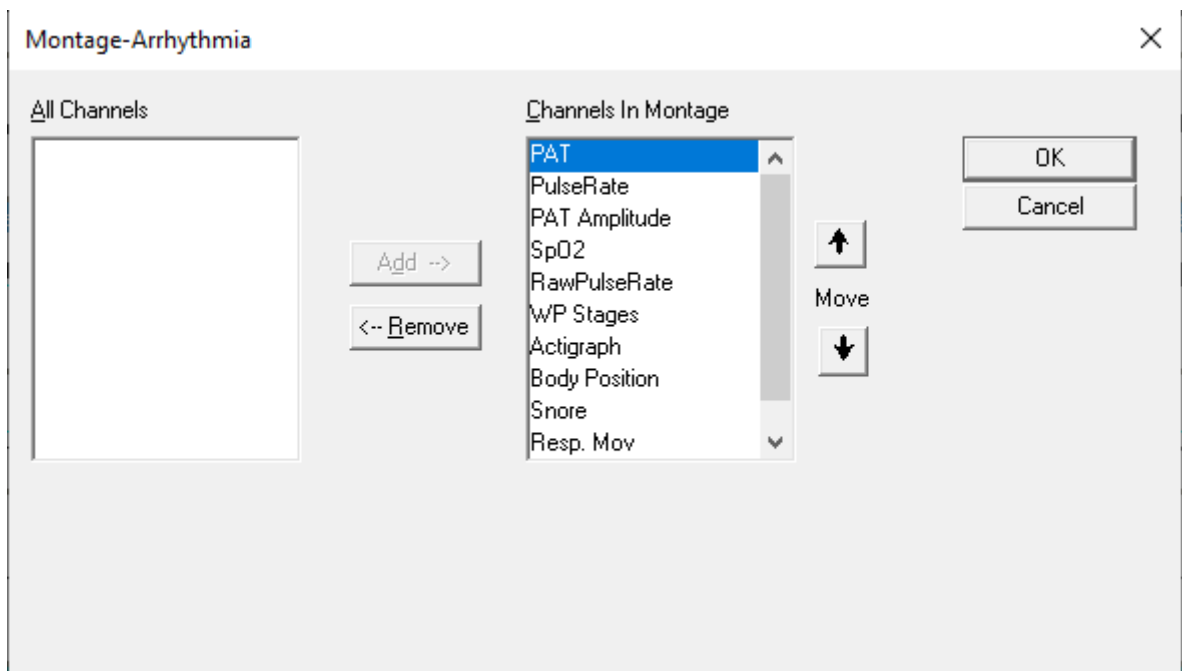 Montage-Arrhythmia
All Channels
Channels In Montage
PAT
PulseRate
PAT Amplitude
SpO2
RawPulseRate
WP Stages
Actigraph
Body Position
Snore
Resp. Mov
Add -->
<-- Remove
Move
OK
Cancel